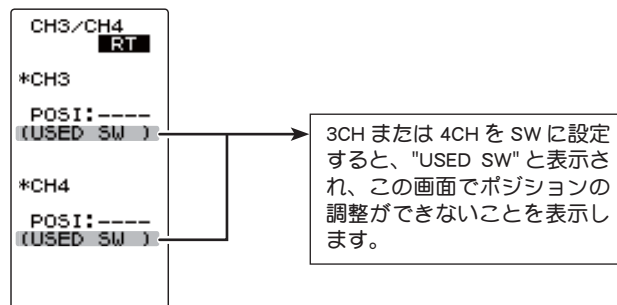 CH3/CH4
RT
*CH3
POSI:----
(USED SW )
*CH4
POSI:----
(USED SW )
3CH または 4CH を SW に設定
すると、"USED SW" と表示さ
れ、この画面でポジションの
調整ができないことを表示し
ます。